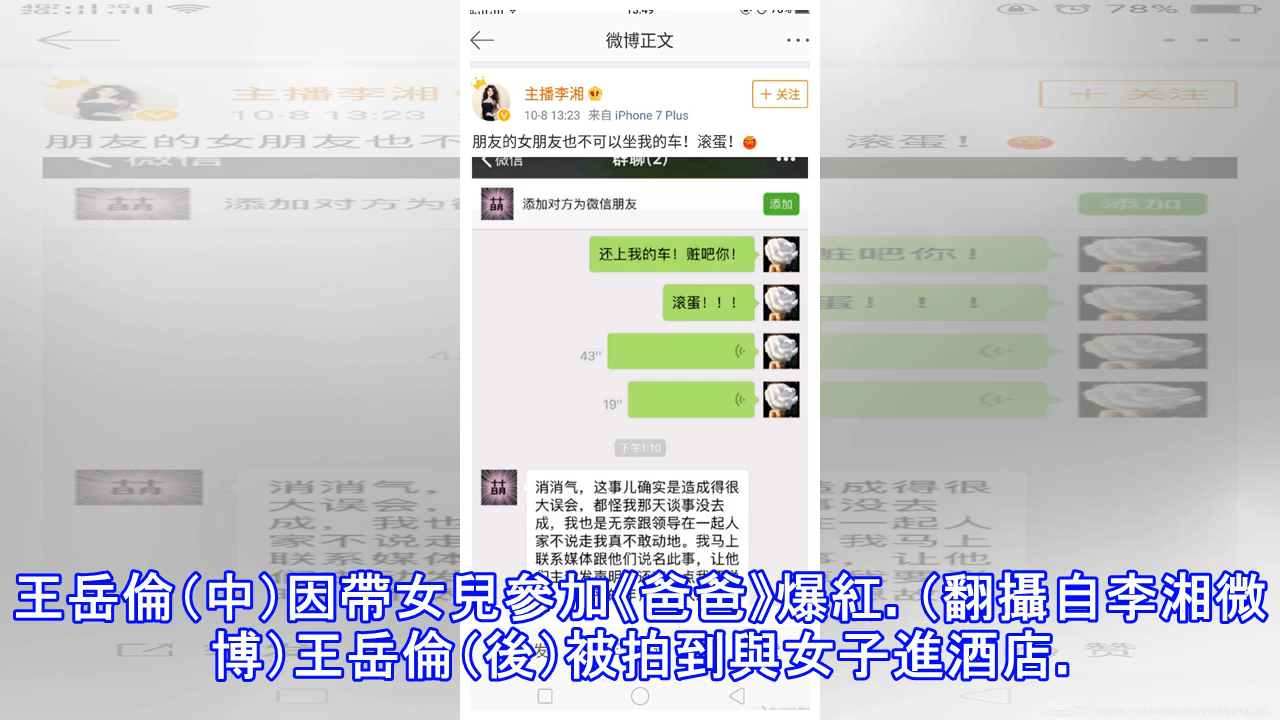 微博正文
主播李湘
+ 关注
10-8 13:23 来自 iPhone 7 Plus
朋友的女朋友也不可以坐我的车！滚蛋！
微信 群聊(2)
萌 添加对方为微信朋友 添加
还上我的车！赃吧你！
滚蛋！！！
43''
19''
下午1:10
萌
消消气，这事儿确实是造成得很
大误会，都怪我那天谈事没去
成，我也是无奈跟领导在一起人
家不说走我真不敢动地。我马上
联系媒体跟他们说名此事，让他
王岳倫(中)因帶女兒參加《爸爸》爆紅.(翻攝自李湘微
博)王岳倫(後)被拍到與女子進酒店.